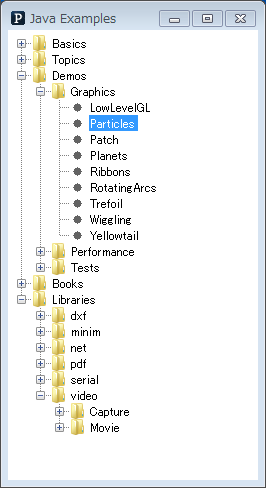 P Java Examples
Basics
Topics
Demos
Graphics
LowLevelGL
Particles
Patch
Planets
Ribbons
RotatingArcs
Trefoil
Wiggling
Yellowtail
Performance
Tests
Books
Libraries
dxf
minim
net
pdf
serial
video
Capture
Movie